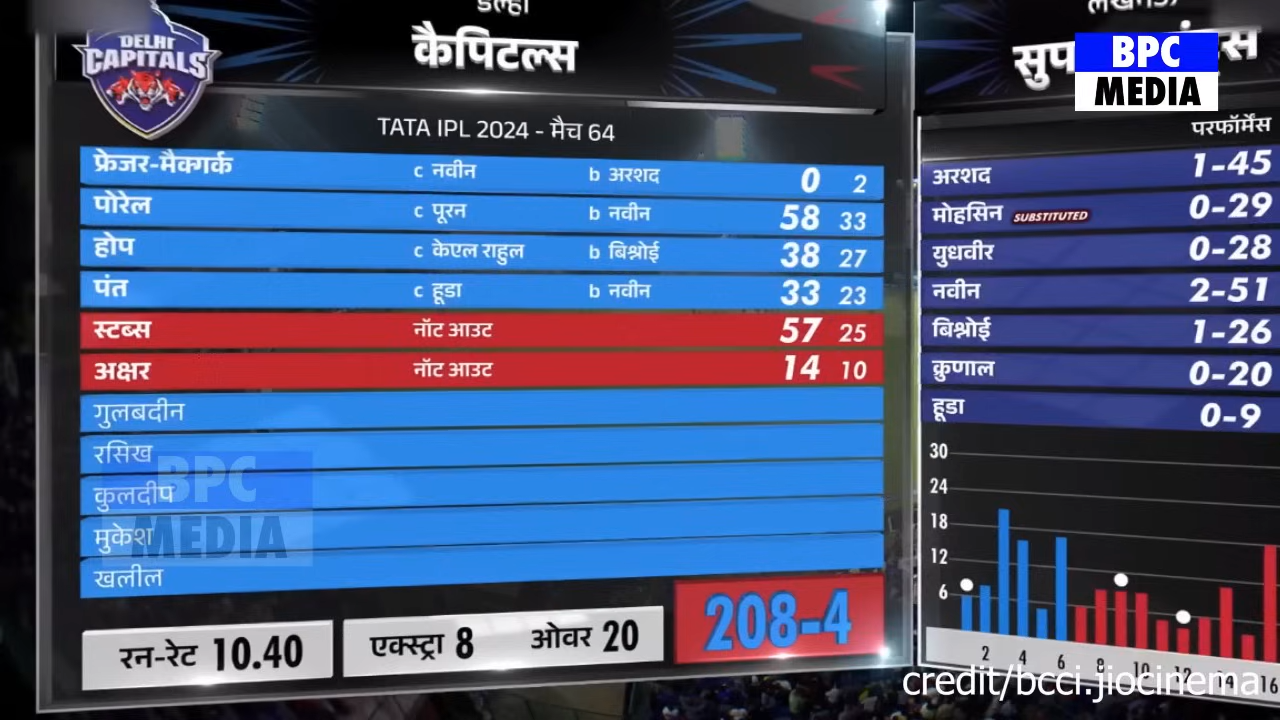 दिल्ली
कैपिटल्स
DELHI
CAPITALS
TATA IPL 2024 - मैच 64
फ्रेजर-मैक्गर्क c नवीन b अरशद 0 2
पोरेल c पूरन b नवीन 58 33
होप c केएल राहुल b बिश्नोई 38 27
पंत c हूडा b नवीन 33 23
स्टब्स नॉट आउट 57 25
अक्षर नॉट आउट 14 10
गुलबदीन
रसिख
कुलदीप
मुकेश
खलील
रन-रेट 10.40 एक्स्ट्रा 8 ओवर 20 208-4
BPC
MEDIA
BPC
MEDIA
परफॉर्मेंस
अरशद 1-45
मोहसिन SUBSTITUTED 0-29
युधवीर 0-28
नवीन 2-51
बिश्नोई 1-26
क्रुणाल 0-20
हूडा 0-9
30
24
18
12
6
2 4 6 8 10 12 14 16
credit/bcci.jiocinema